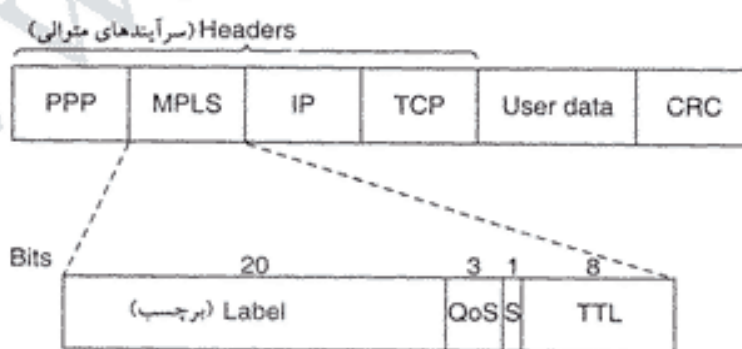 (سرآیندهای متوالی) Headers
PPP MPLS IP TCP User data CRC
Bits 20 3 1 8
(برچسب) Label QoS S TTL